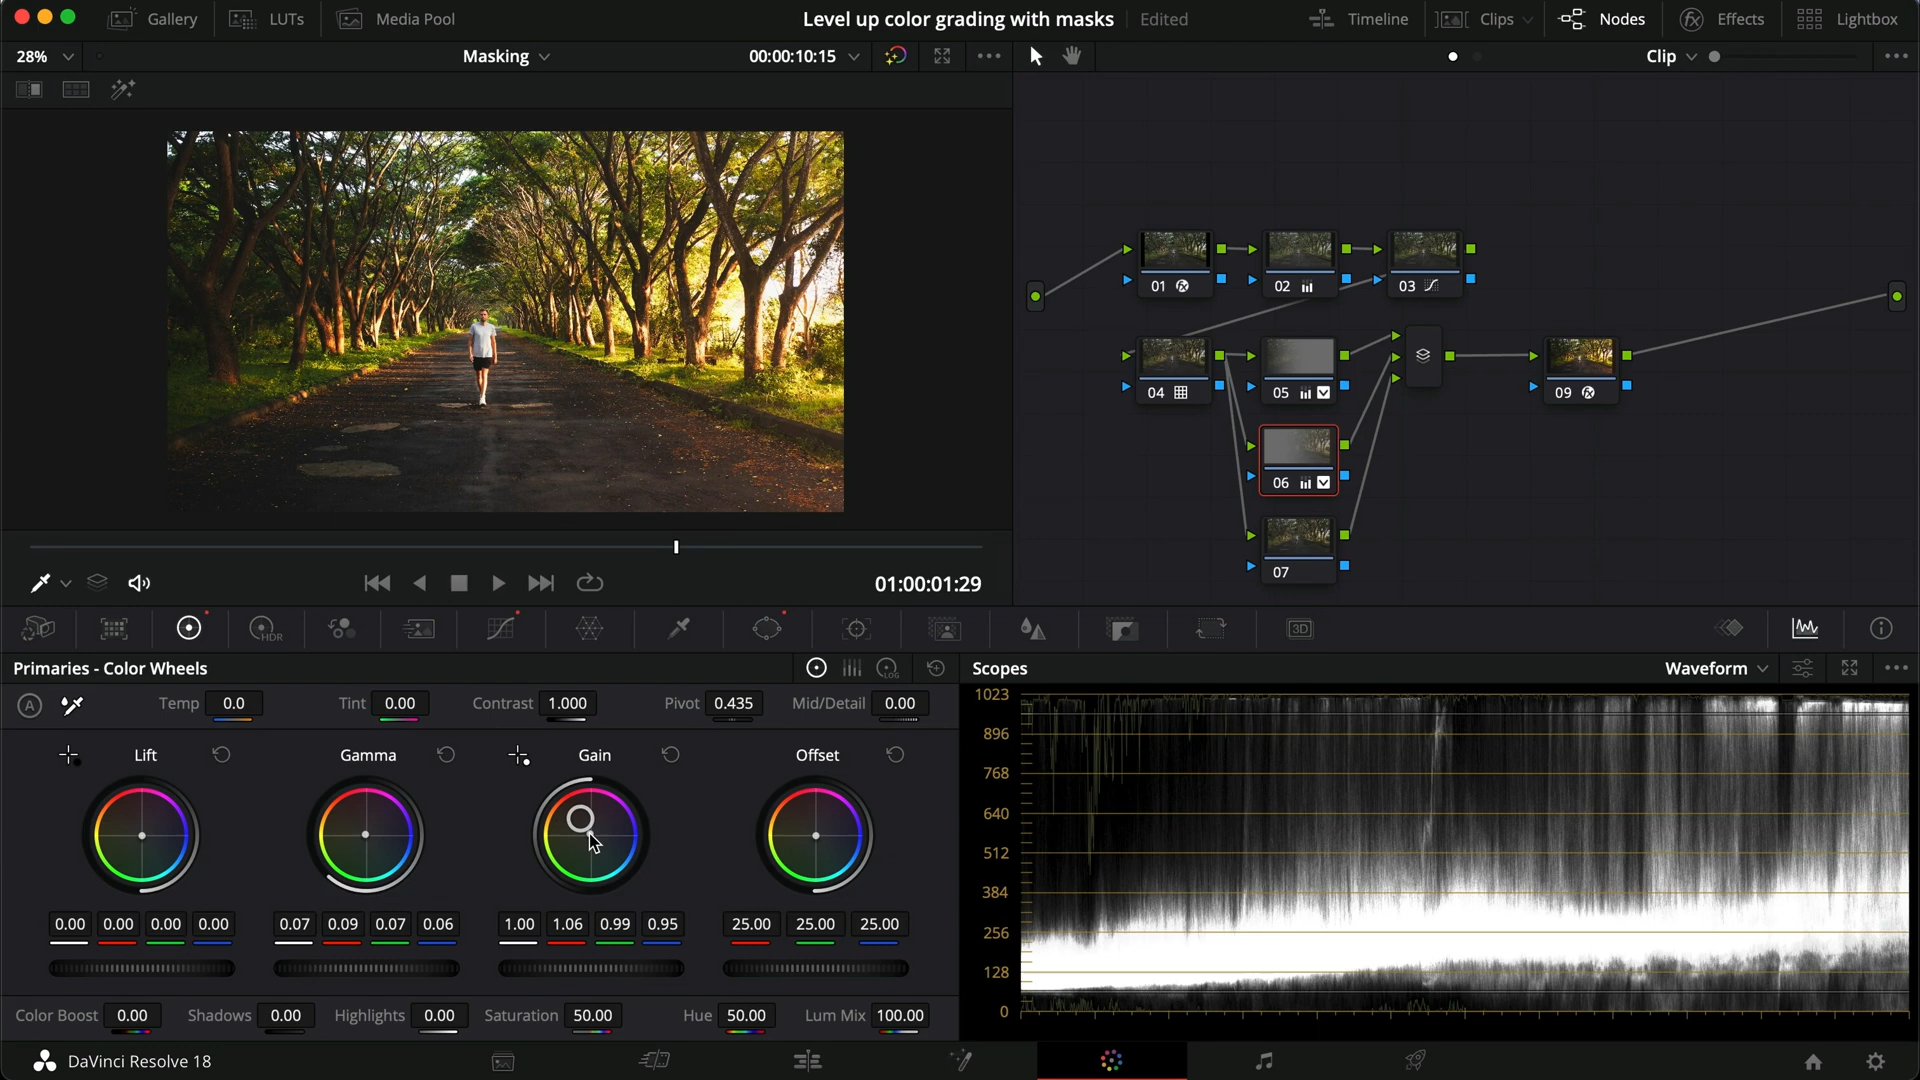 Gallery LUTs Media Pool Level up color grading with masks Edited Timeline Clips Nodes Effects Lightbox
28% Masking 00:00:10:15 Clip
01 02 03
04 05 09
06
07
01:00:01:29
HDR 3D
Primaries - Color Wheels LOG Scopes Waveform
A Temp 0.0 Tint 0.00 Contrast 1.000 Pivot 0.435 Mid/Detail 0.00
Lift Gamma Gain Offset
0.00 0.00 0.00 0.00 0.07 0.09 0.07 0.06 1.00 1.06 0.99 0.95 25.00 25.00 25.00
Color Boost 0.00 Shadows 0.00 Highlights 0.00 Saturation 50.00 Hue 50.00 Lum Mix 100.00
1023
896
768
640
512
384
256
128
0
DaVinci Resolve 18